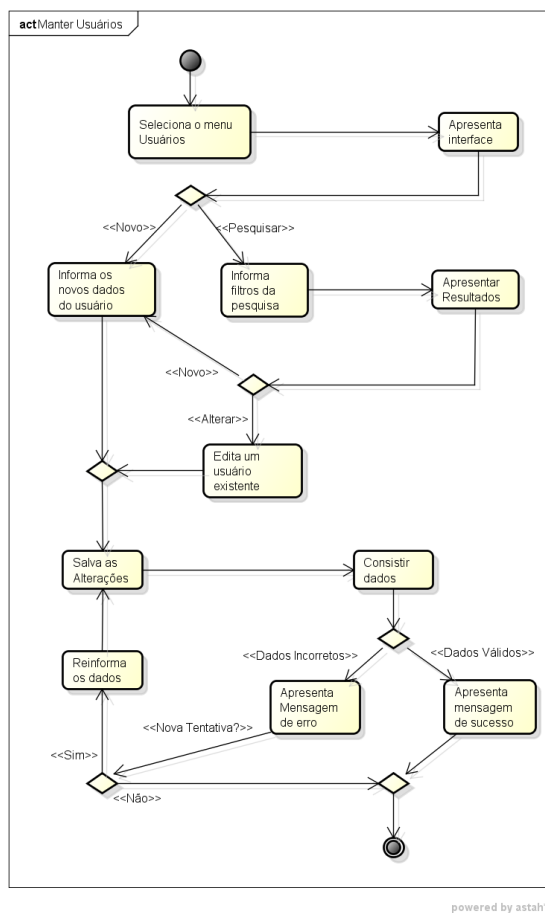 act Manter Usuários
Seleciona o menu
Usuários
Apresenta
interface
<<Novo>>
<<Pesquisar>>
Informa os
novos dados
do usuário
Informa
filtros da
pesquisa
Apresentar
Resultados
<<Novo>>
<<Alterar>>
Edita um
usuário
existente
Salva as
Alterações
Consistir
dados
<<Dados Incorretos>>
<<Dados Válidos>>
Reinforma
os dados
Apresenta
Mensagem
de erro
Apresenta
mensagem
de sucesso
<<Nova Tentativa?>>
<<Sim>>
<<Não>>
powered by astah*